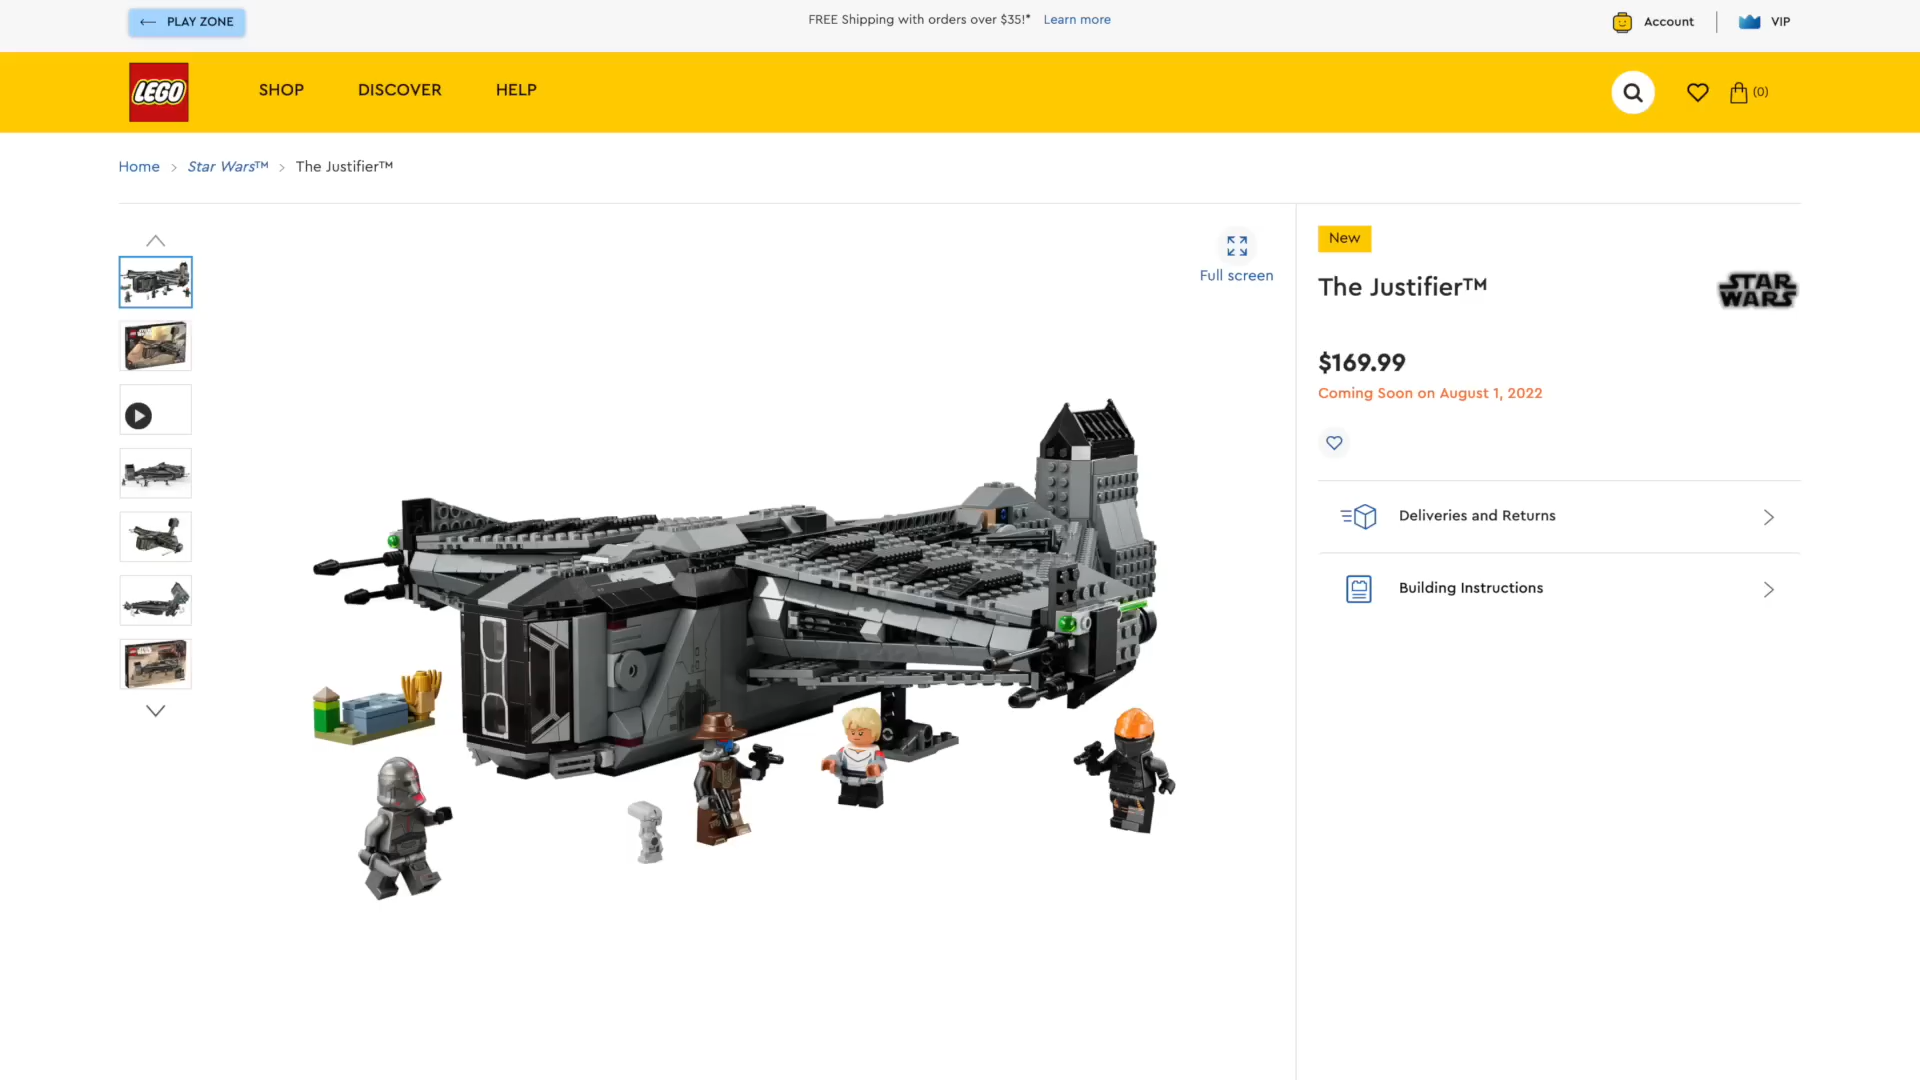 PLAY ZONE
FREE Shipping with orders over $35!* Learn more
Account
VIP
LEGO
SHOP
DISCOVER
HELP
(0)
Home > Star Wars™ > The Justifier™
Full screen
New
The Justifier™
STAR WARS
$169.99
Coming Soon on August 1, 2022
Deliveries and Returns
Building Instructions